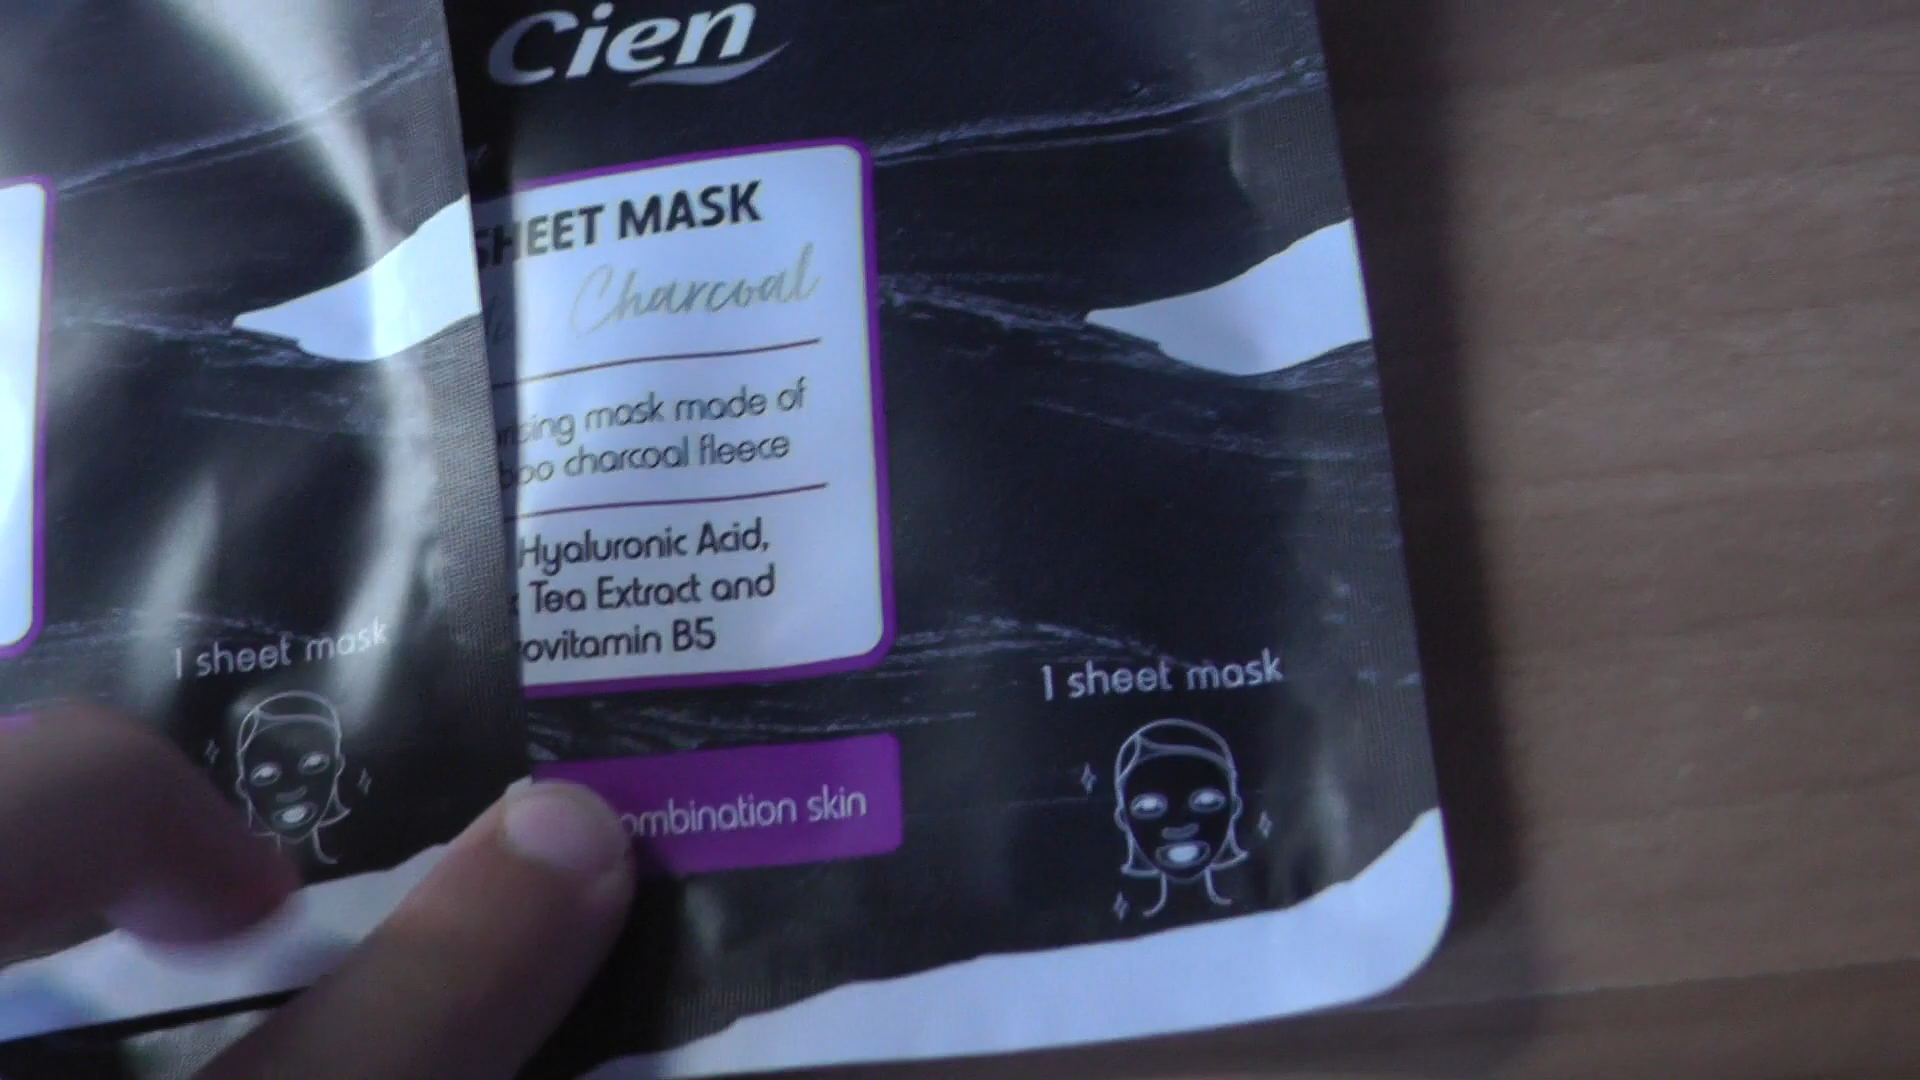 Cien
SHEET MASK
Charcoal
mask made of
charcoal fleece
Hyaluronic Acid,
Tea Extract and
B5
skin
1 sheet mask
1 sheet mask